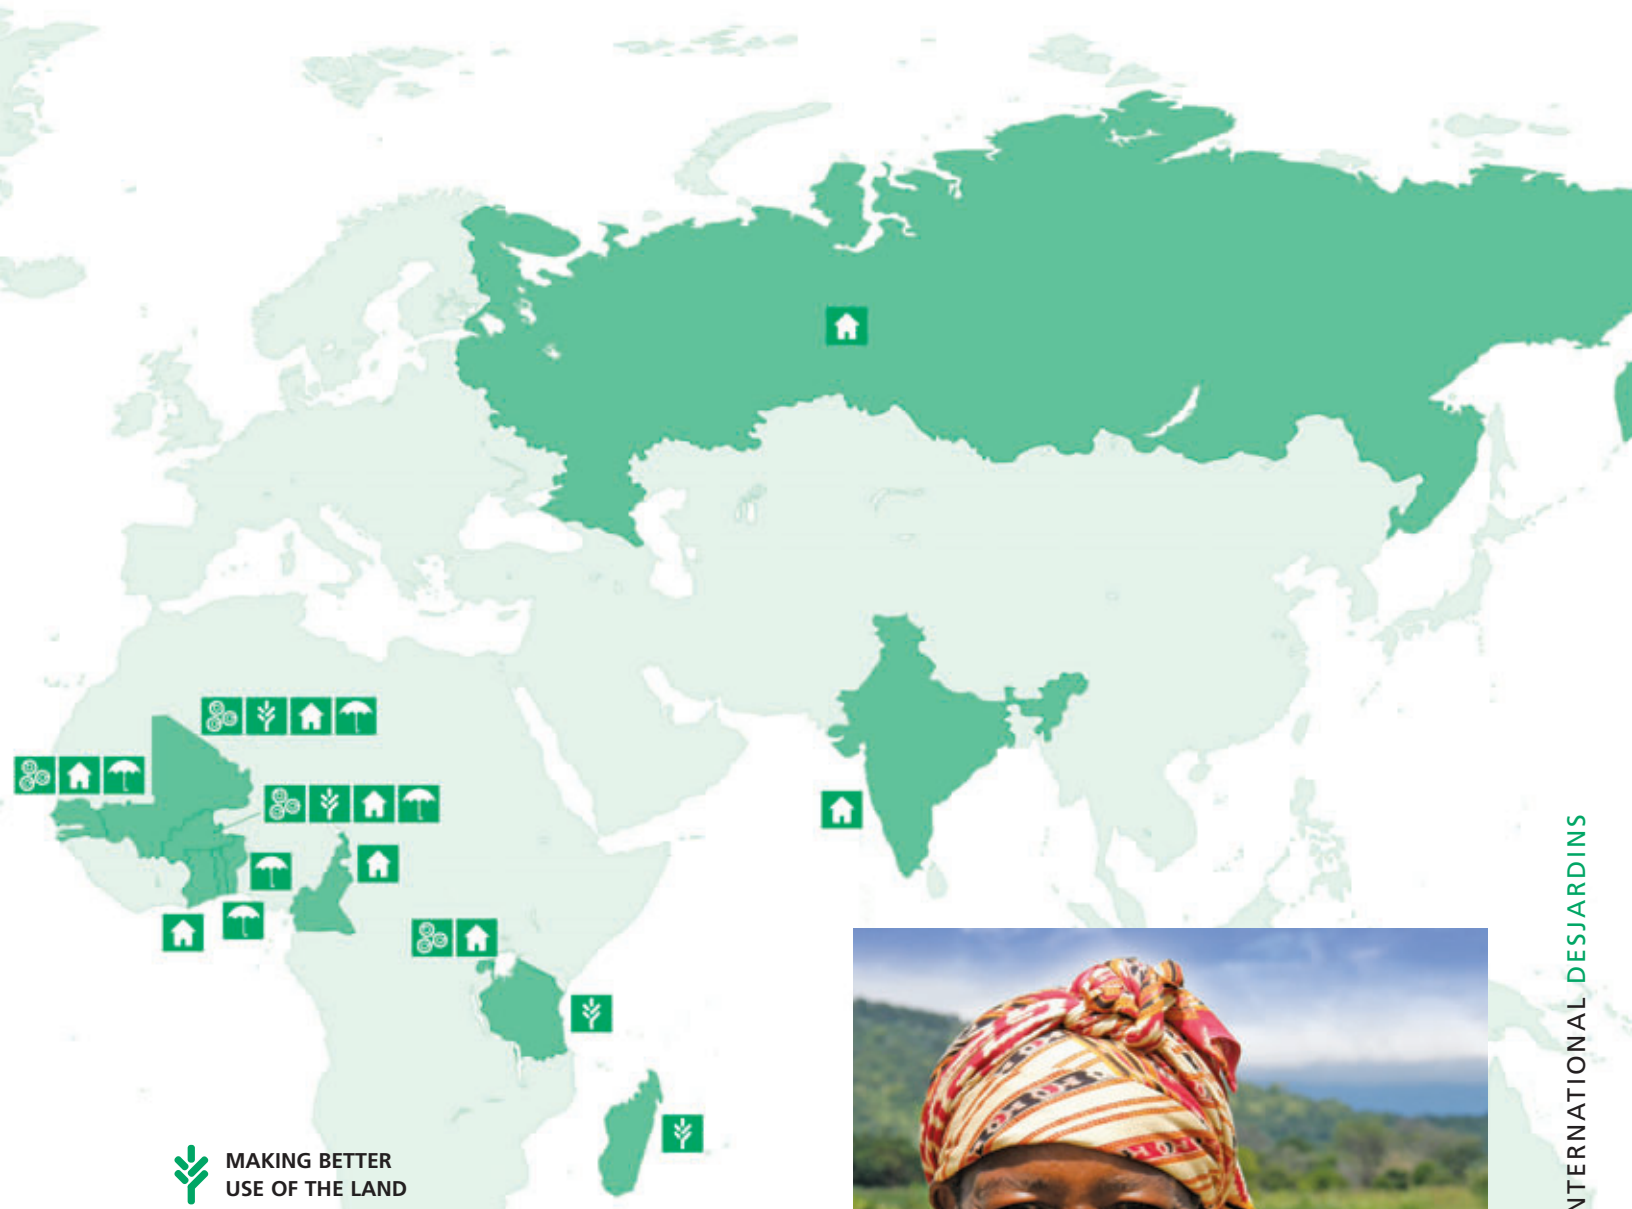 MAKING BETTER
USE OF THE LAND
NTERNATIONAL DESJARDINS